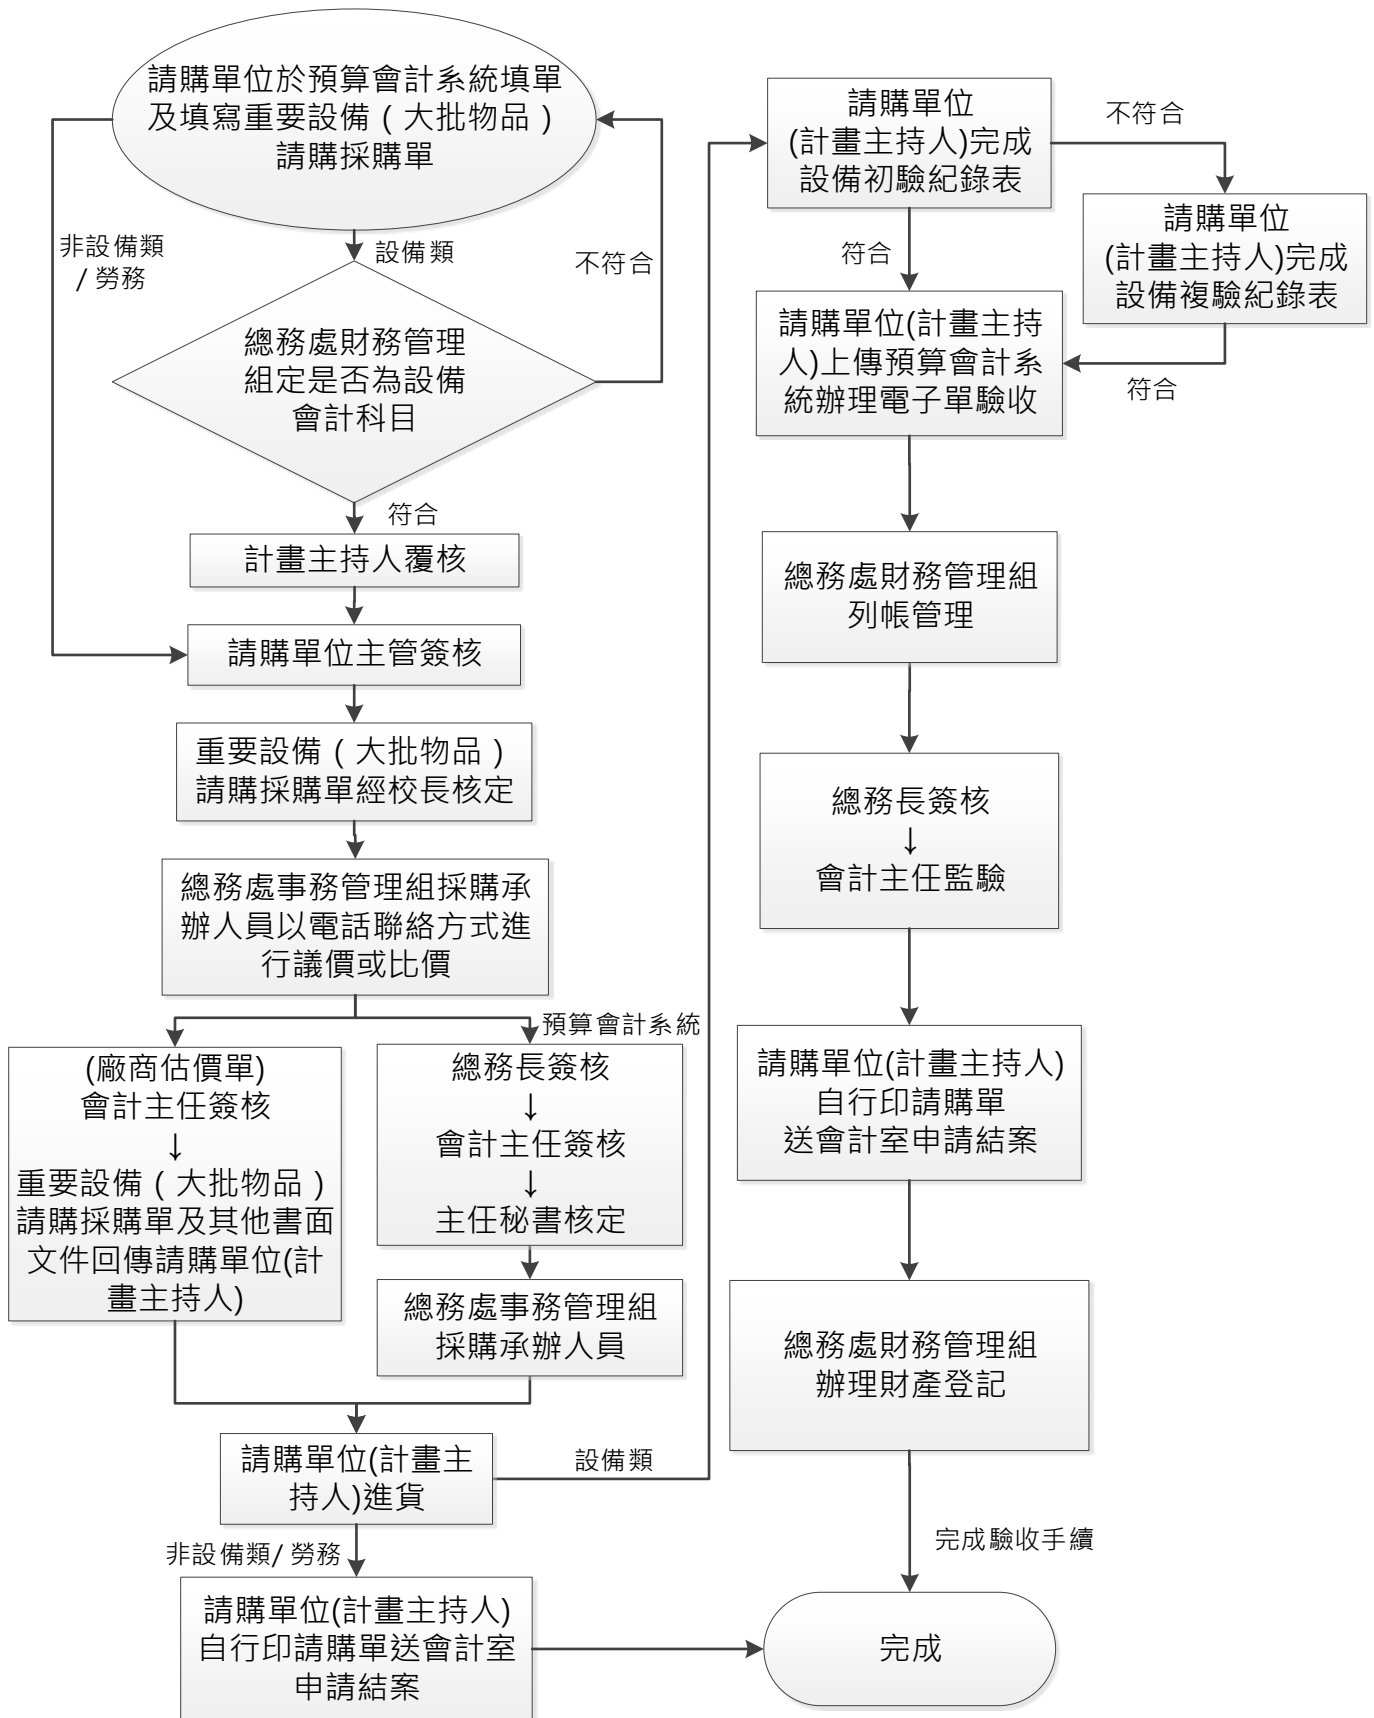 請購單位於預算會計系統填單
及填寫重要設備(大批物品)
請購採購單
非設備類
/ 勞務
設備類
不符合
總務處財務管理
組定是否為設備
會計科目
符合
計畫主持人覆核
請購單位主管簽核
重要設備(大批物品)
請購採購單經校長核定
總務處事務管理組採購承
辦人員以電話聯絡方式進
行議價或比價
(廠商估價單)
會計主任簽核
↓
重要設備(大批物品)
請購採購單及其他書面
文件回傳請購單位(計
畫主持人)
預算會計系統
總務長簽核
↓
會計主任簽核
↓
主任秘書核定
總務處事務管理組
採購承辦人員
請購單位(計畫主
持人)進貨
設備類
非設備類/ 勞務
請購單位(計畫主持人)
自行印請購單送會計室
申請結案
請購單位
(計畫主持人)完成
設備初驗紀錄表
不符合
請購單位
(計畫主持人)完成
設備複驗紀錄表
符合
符合
請購單位(計畫主持
人)上傳預算會計系
統辦理電子單驗收
總務處財務管理組
列帳管理
總務長簽核
↓
會計主任監驗
請購單位(計畫主持人)
自行印請購單
送會計室申請結案
總務處財務管理組
辦理財產登記
完成驗收手續
完成